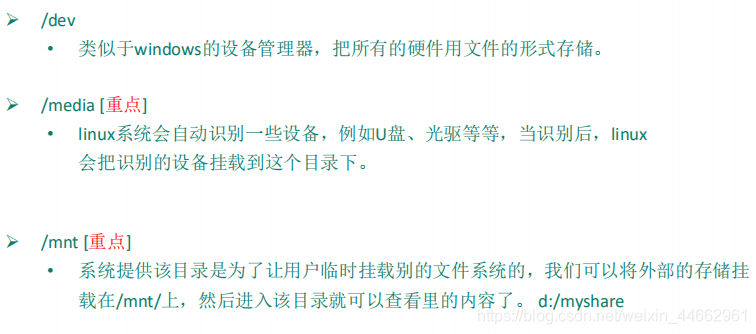 ➢ /dev
• 类似于windows的设备管理器，把所有的硬件用文件的形式存储。
➢ /media [重点]
• linux系统会自动识别一些设备，例如U盘、光驱等等，当识别后，linux
会把识别的设备挂载到这个目录下。
➢ /mnt [重点]
• 系统提供该目录是为了让用户临时挂载别的文件系统的，我们可以将外部的存储挂
载在/mnt/上，然后进入该目录就可以查看里的内容了。 d:/myshare
https://blog.csdn.net/weixin_44662961